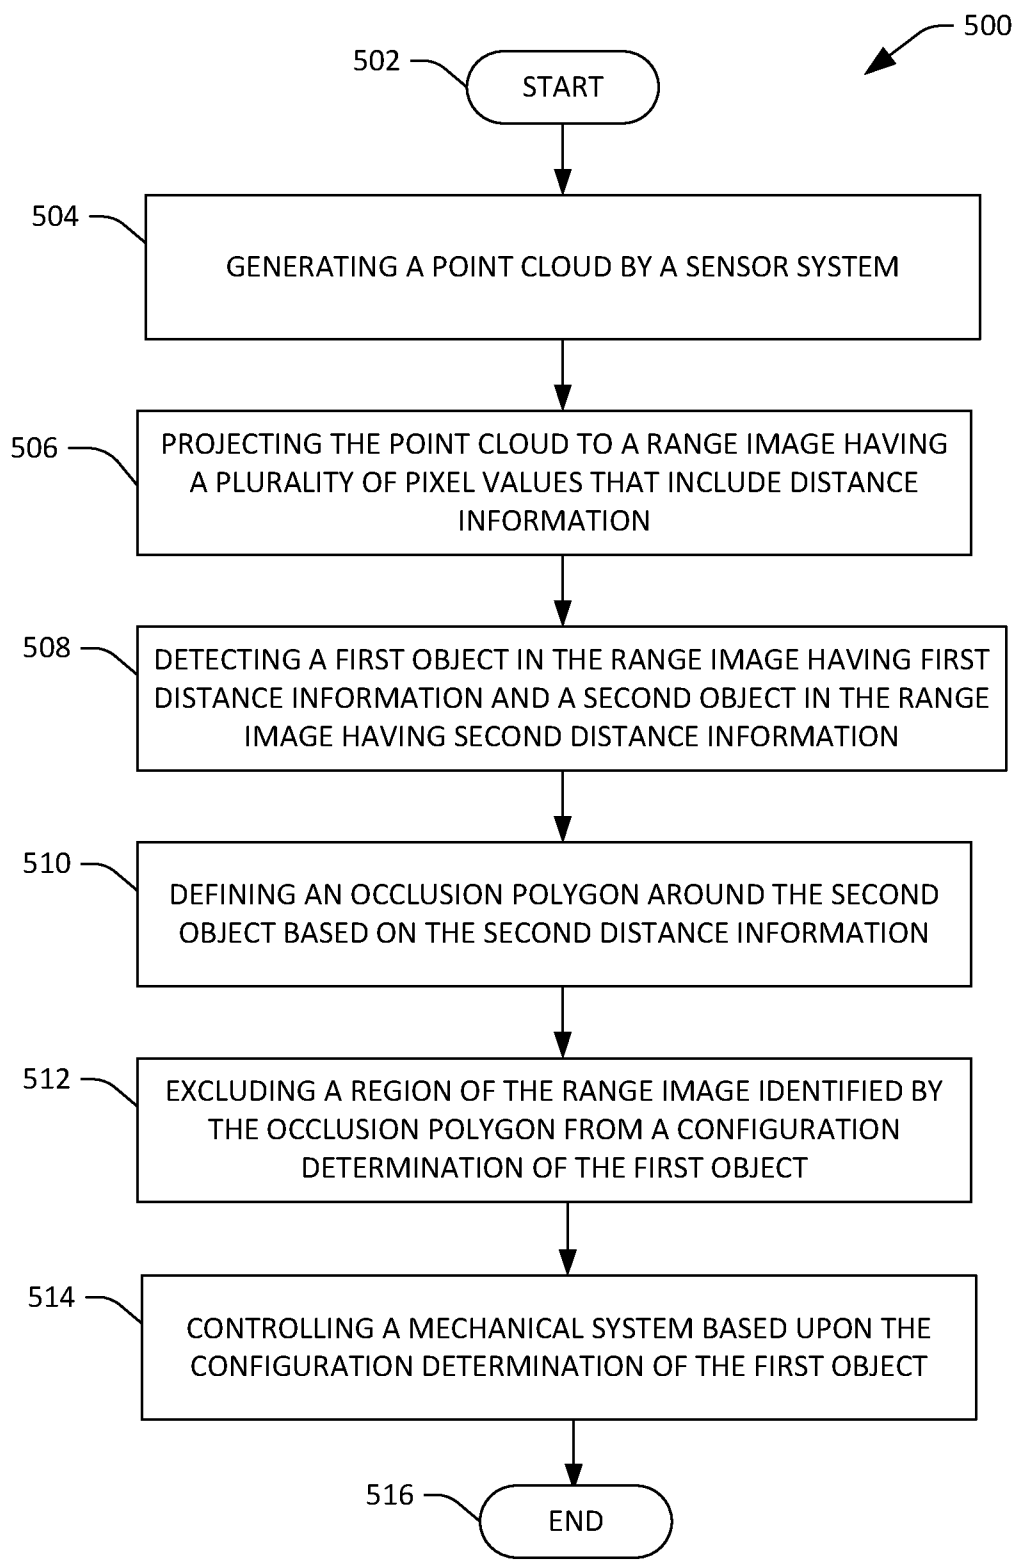 500
502
START
504
GENERATING A POINT CLOUD BY A SENSOR SYSTEM
506
PROJECTING THE POINT CLOUD TO A RANGE IMAGE HAVING
A PLURALITY OF PIXEL VALUES THAT INCLUDE DISTANCE
INFORMATION
508
DETECTING A FIRST OBJECT IN THE RANGE IMAGE HAVING FIRST
DISTANCE INFORMATION AND A SECOND OBJECT IN THE RANGE
IMAGE HAVING SECOND DISTANCE INFORMATION
510
DEFINING AN OCCLUSION POLYGON AROUND THE SECOND
OBJECT BASED ON THE SECOND DISTANCE INFORMATION
512
EXCLUDING A REGION OF THE RANGE IMAGE IDENTIFIED BY
THE OCCLUSION POLYGON FROM A CONFIGURATION
DETERMINATION OF THE FIRST OBJECT
514
CONTROLLING A MECHANICAL SYSTEM BASED UPON THE
CONFIGURATION DETERMINATION OF THE FIRST OBJECT
516
END